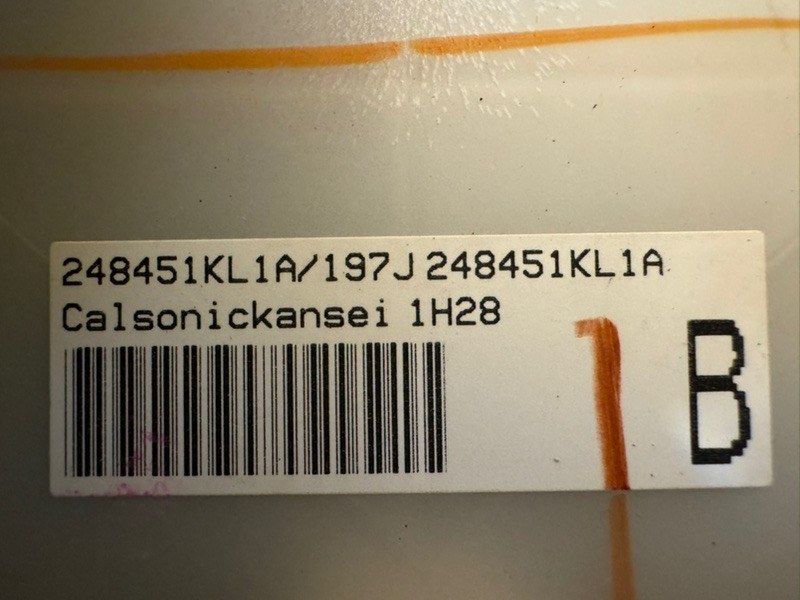 248451KL1A/197J 248451KL1A
Calsonickansei 1H28
1
B